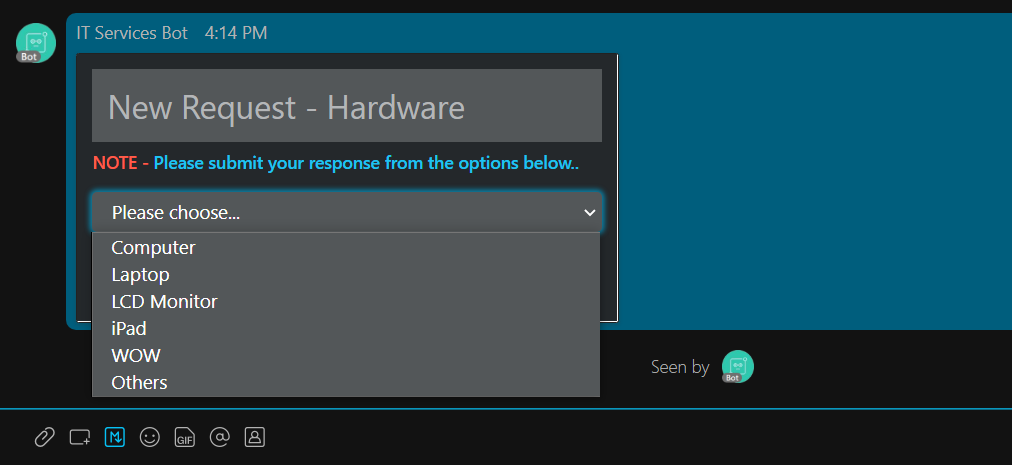 IT Services Bot 4:14 PM
Bot
New Request - Hardware
NOTE - Please submit your response from the options below..
Please choose...
Computer
Laptop
LCD Monitor
iPad
WOW
Others
Seen by
Bot
M
GIF
@